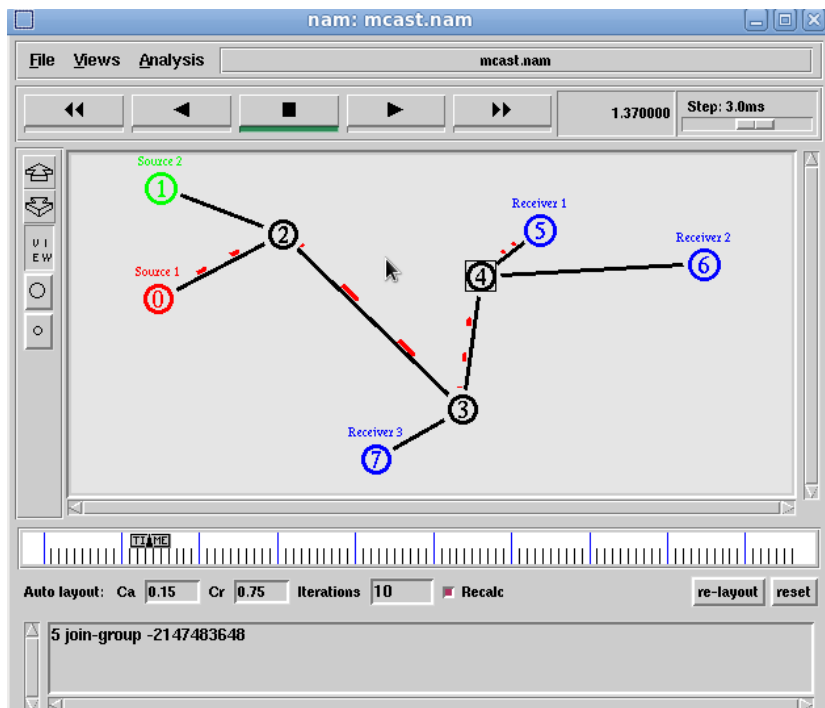 nam: mcast.nam
File Views Analysis mcast.nam
1.370000 Step: 3.0ms
VI
EW
Source 2
1
2
Source 1
0
Receiver 1
5
4
Receiver 2
6
3
Receiver 3
7
TIME
Auto layout: Ca 0.15 Cr 0.75 Iterations 10 Recalc re-layout reset
5 join-group -2147483648